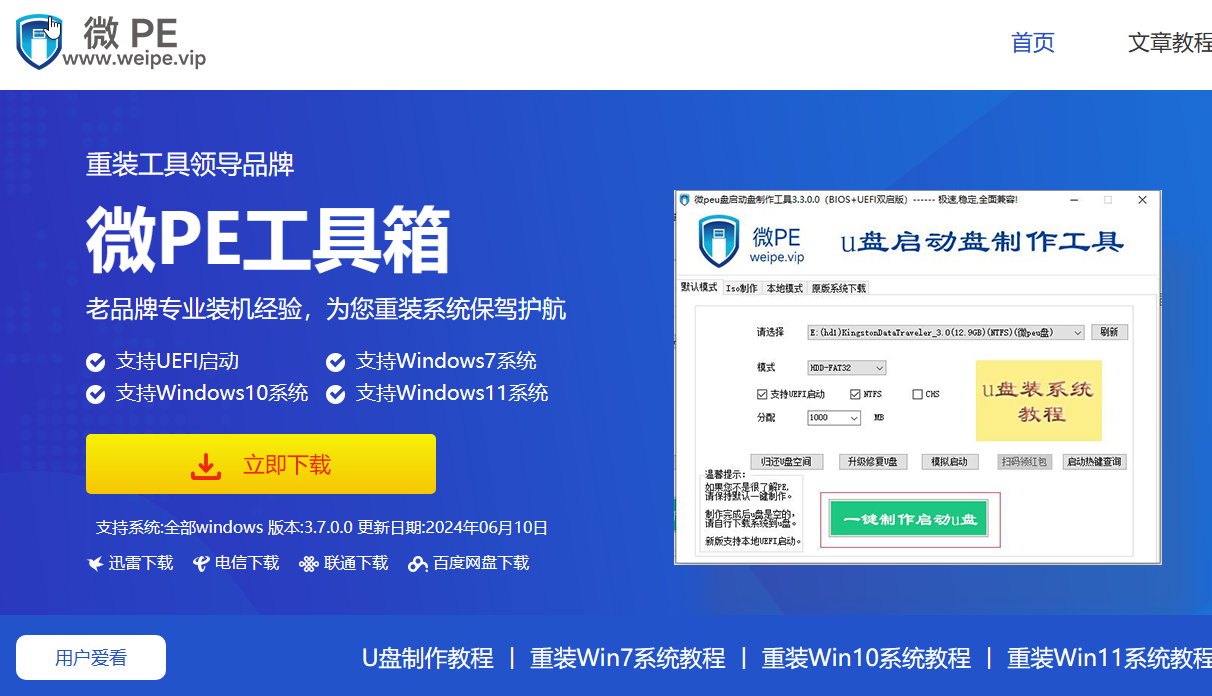 微 PE
www.weipe.vip
首页
文章教程
重装工具领导品牌
微PE工具箱
老品牌专业装机经验，为您重装系统保驾护航
支持UEFI启动
支持Windows7系统
支持Windows10系统
支持Windows11系统
立即下载
支持系统:全部windows 版本:3.7.0.0 更新日期:2024年06月10日
迅雷下载
电信下载
联通下载
百度网盘下载
微peu盘启动盘制作工具3.3.0.0（BIOS+UEFI双启版）------ 极速,稳定,全面兼容!
微PE
weipe.vip
u盘启动盘制作工具
默认模式
Iso制作
本地模式
原版系统下载
请选择
E:(hd1)KingstonDataTraveler_3.0(12.9GB)(NTFS)(微peu盘)
刷新
模式
HDD-FAT32
支持UEFI启动
NTFS
CHS
分配
1000
MB
u盘装系统
教程
归还U盘空间
升级修复U盘
模拟启动
扫码领红包
启动热键查询
温馨提示:
如果您不是很了解PE,
请保持默认一键制作。
制作完成后u盘是空的,
请自行下载系统到u盘。
新版支持本地UEFI启动。
一键制作启动u盘
用户爱看
U盘制作教程 | 重装Win7系统教程 | 重装Win10系统教程 | 重装Win11系统教程